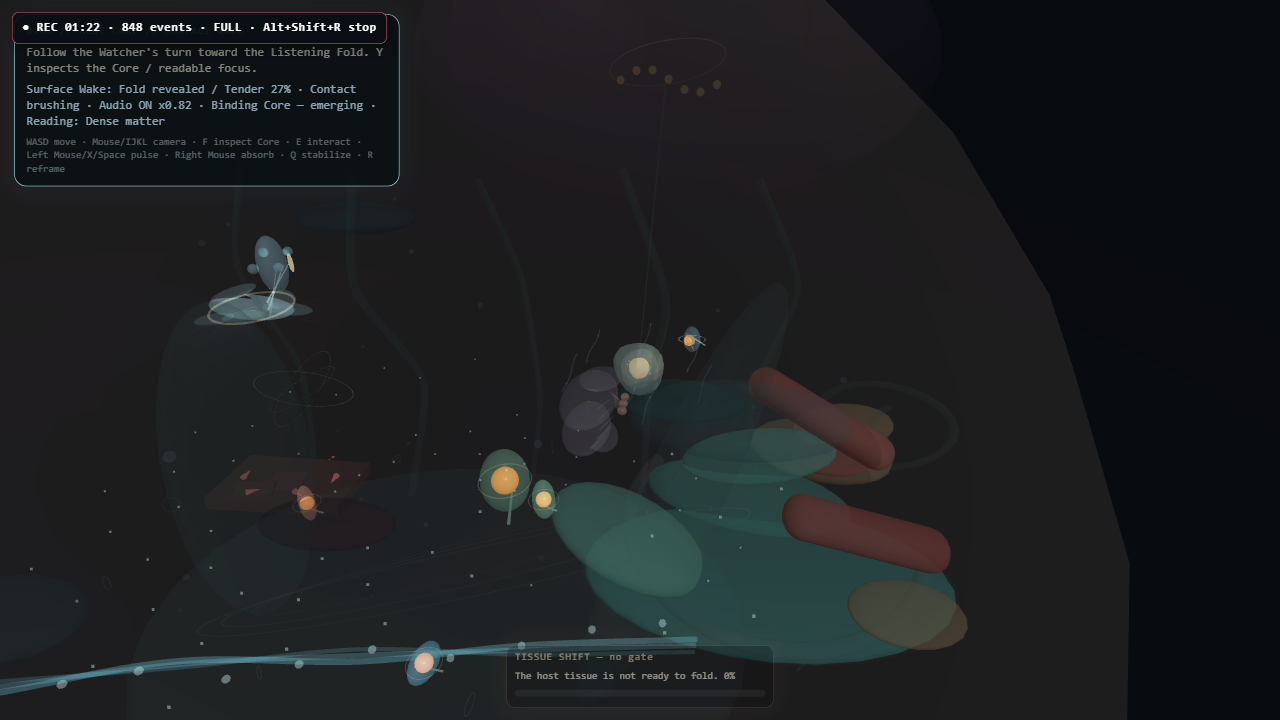 ● REC 01:22 · 848 events · FULL · Alt+Shift+R stop
Follow the Watcher's turn toward the Listening Fold. Y
inspects the Core / readable focus.
Surface Wake: Fold revealed / Tender 27% · Contact
brushing · Audio ON x0.82 · Binding Core — emerging ·
Reading: Dense matter
WASD move · Mouse/IJKL camera · F inspect Core · E interact ·
Left Mouse/X/Space pulse · Right Mouse absorb · Q stabilize · R
reframe
TISSUE SHIFT — no gate
The host tissue is not ready to fold. 0%